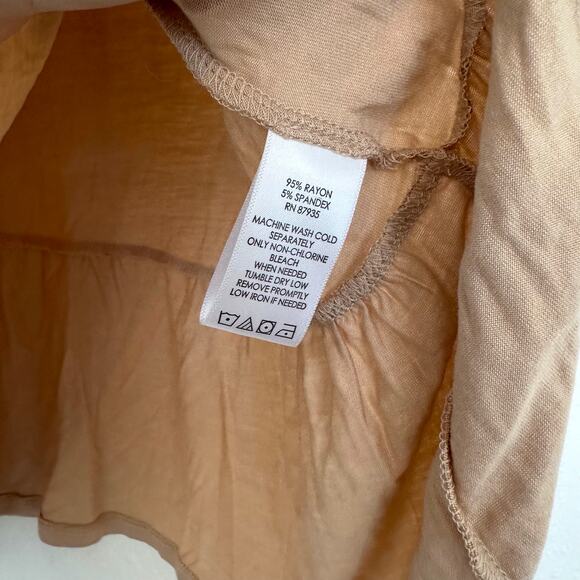 95% RAYON
5% SPANDEX
RN 87935
MACHINE WASH COLD
SEPARATELY
ONLY NON-CHLORINE
BLEACH
WHEN NEEDED
TUMBLE DRY LOW
REMOVE PROMPTLY
LOW IRON IF NEEDED